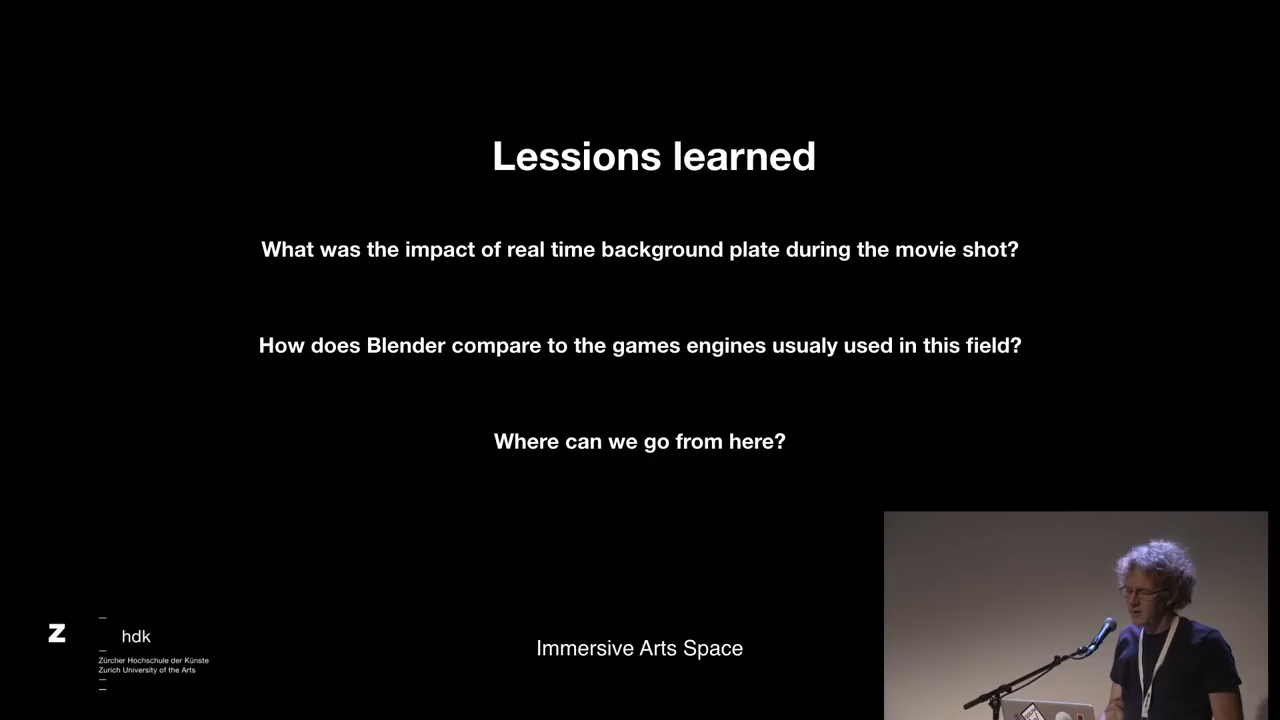 Lessions learned
What was the impact of real time background plate during the movie shot?
How does Blender compare to the games engines usualy used in this field?
Where can we go from here?
Z hdk
Zürcher Hochschule der Künste
Zurich University of the Arts
Immersive Arts Space